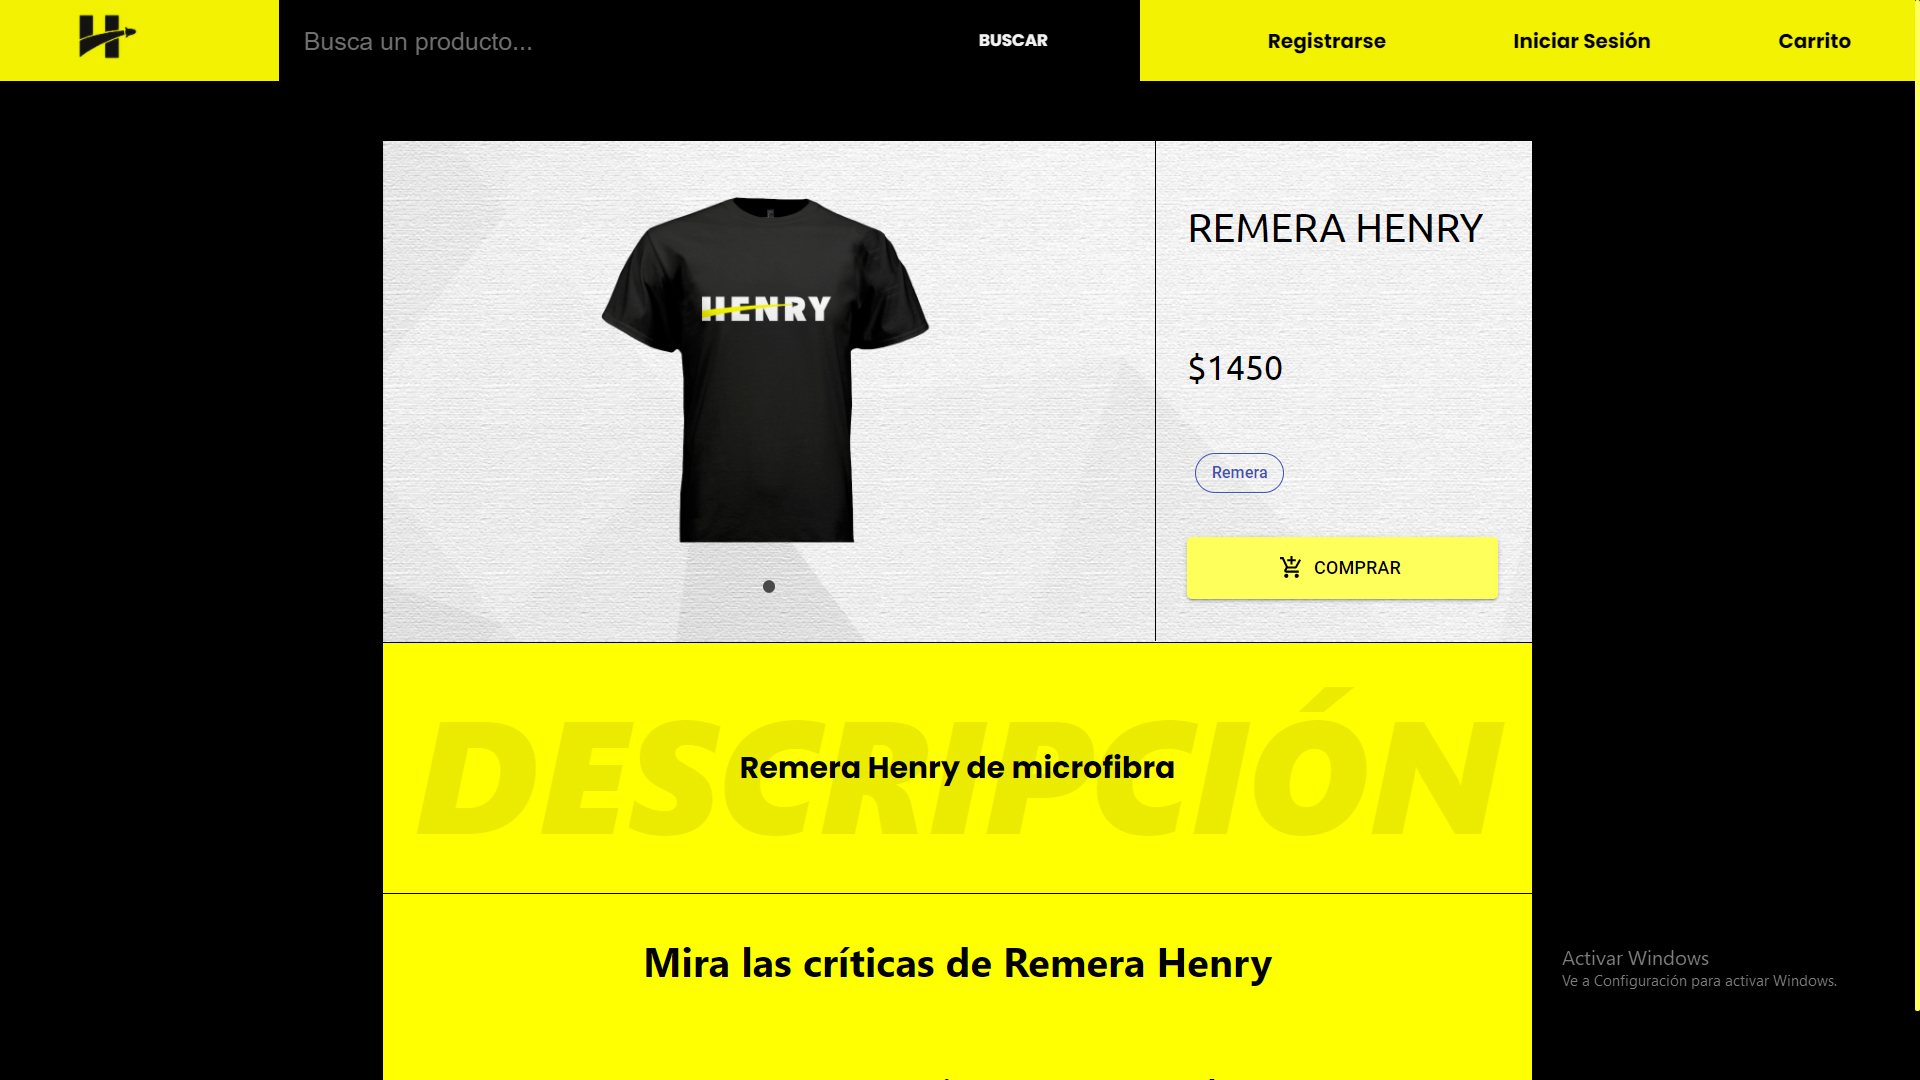 H
Busca un producto...
BUSCAR
Registrarse
Iniciar Sesión
Carrito
HENRY
REMERA HENRY
$1450
Remera
COMPRAR
DESCRIPCIÓN
Remera Henry de microfibra
Mira las críticas de Remera Henry
Activar Windows
Ve a Configuración para activar Windows.